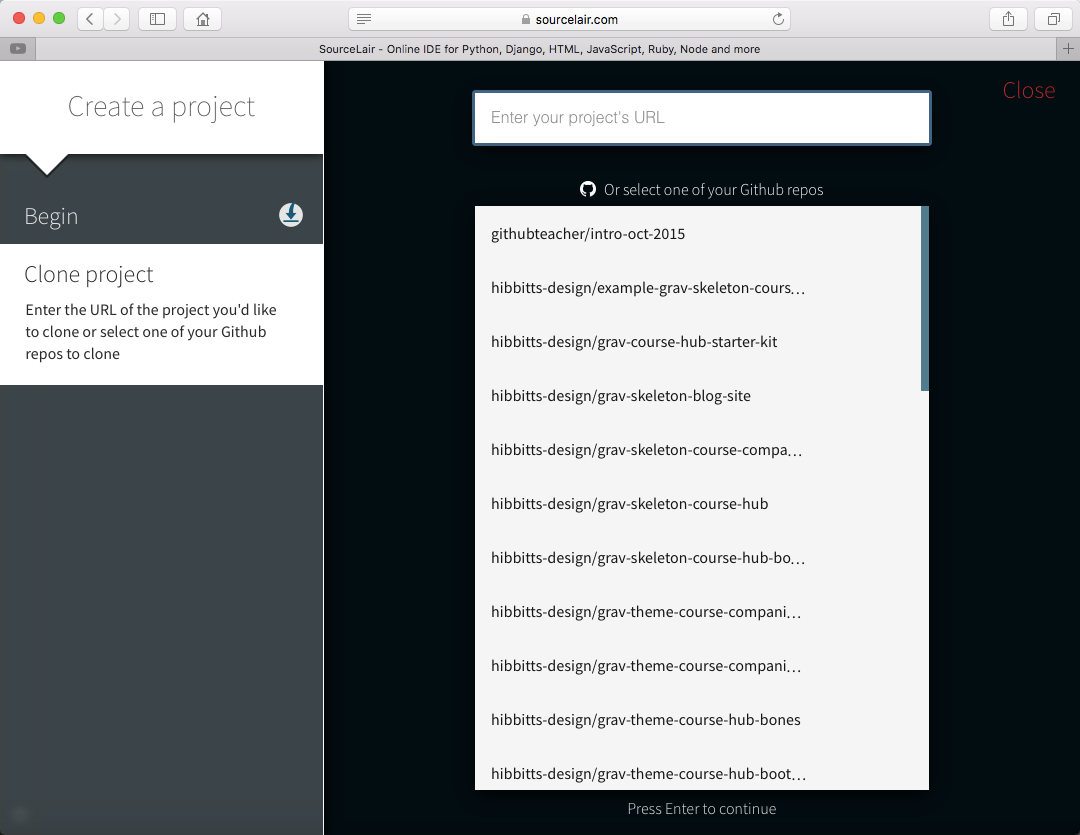 sourcelair.com
SourceLair - Online IDE for Python, Django, HTML, JavaScript, Ruby, Node and more
Create a project
Begin
Clone project
Enter the URL of the project you'd like
to clone or select one of your Github
repos to clone
Close
Enter your project's URL
Or select one of your Github repos
githubteacher/intro-oct-2015
hibbitts-design/example-grav-skeleton-cours…
hibbitts-design/grav-course-hub-starter-kit
hibbitts-design/grav-skeleton-blog-site
hibbitts-design/grav-skeleton-course-compa…
hibbitts-design/grav-skeleton-course-hub
hibbitts-design/grav-skeleton-course-hub-bo…
hibbitts-design/grav-theme-course-compani…
hibbitts-design/grav-theme-course-compani…
hibbitts-design/grav-theme-course-hub-bones
hibbitts-design/grav-theme-course-hub-boot…
Press Enter to continue